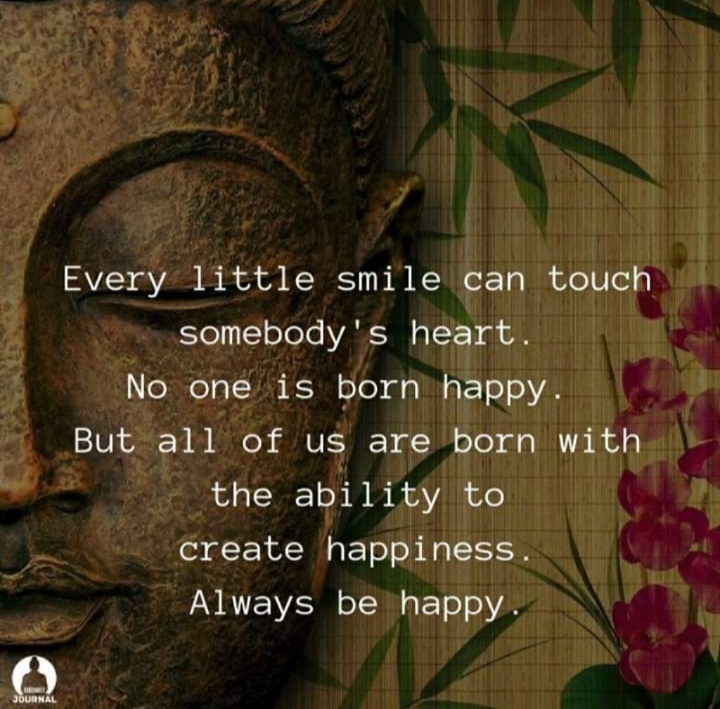 Every little smile can touch
somebody's heart.
No one is born happy.
But all of us are born with
the ability to
create happiness.
Always be happy.
JOURNAL